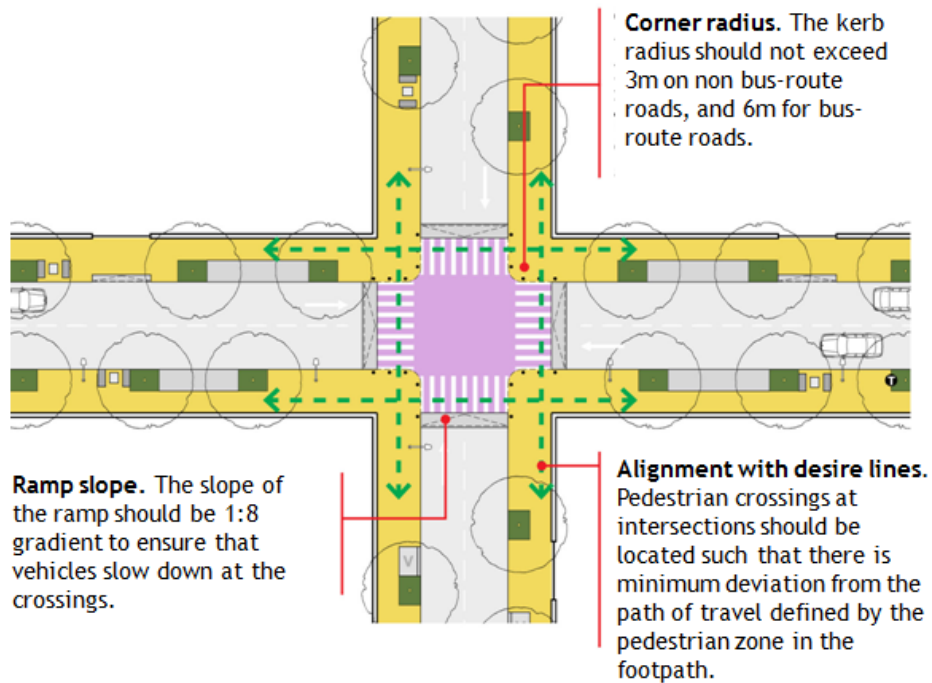 Corner radius. The kerb
radius should not exceed
3m on non bus-route
roads, and 6m for bus-
route roads.
T
Ramp slope. The slope of
the ramp should be 1:8
gradient to ensure that
vehicles slow down at the
crossings.
V
Alignment with desire lines.
Pedestrian crossings at
intersections should be
located such that there is
minimum deviation from the
path of travel defined by the
pedestrian zone in the
footpath.